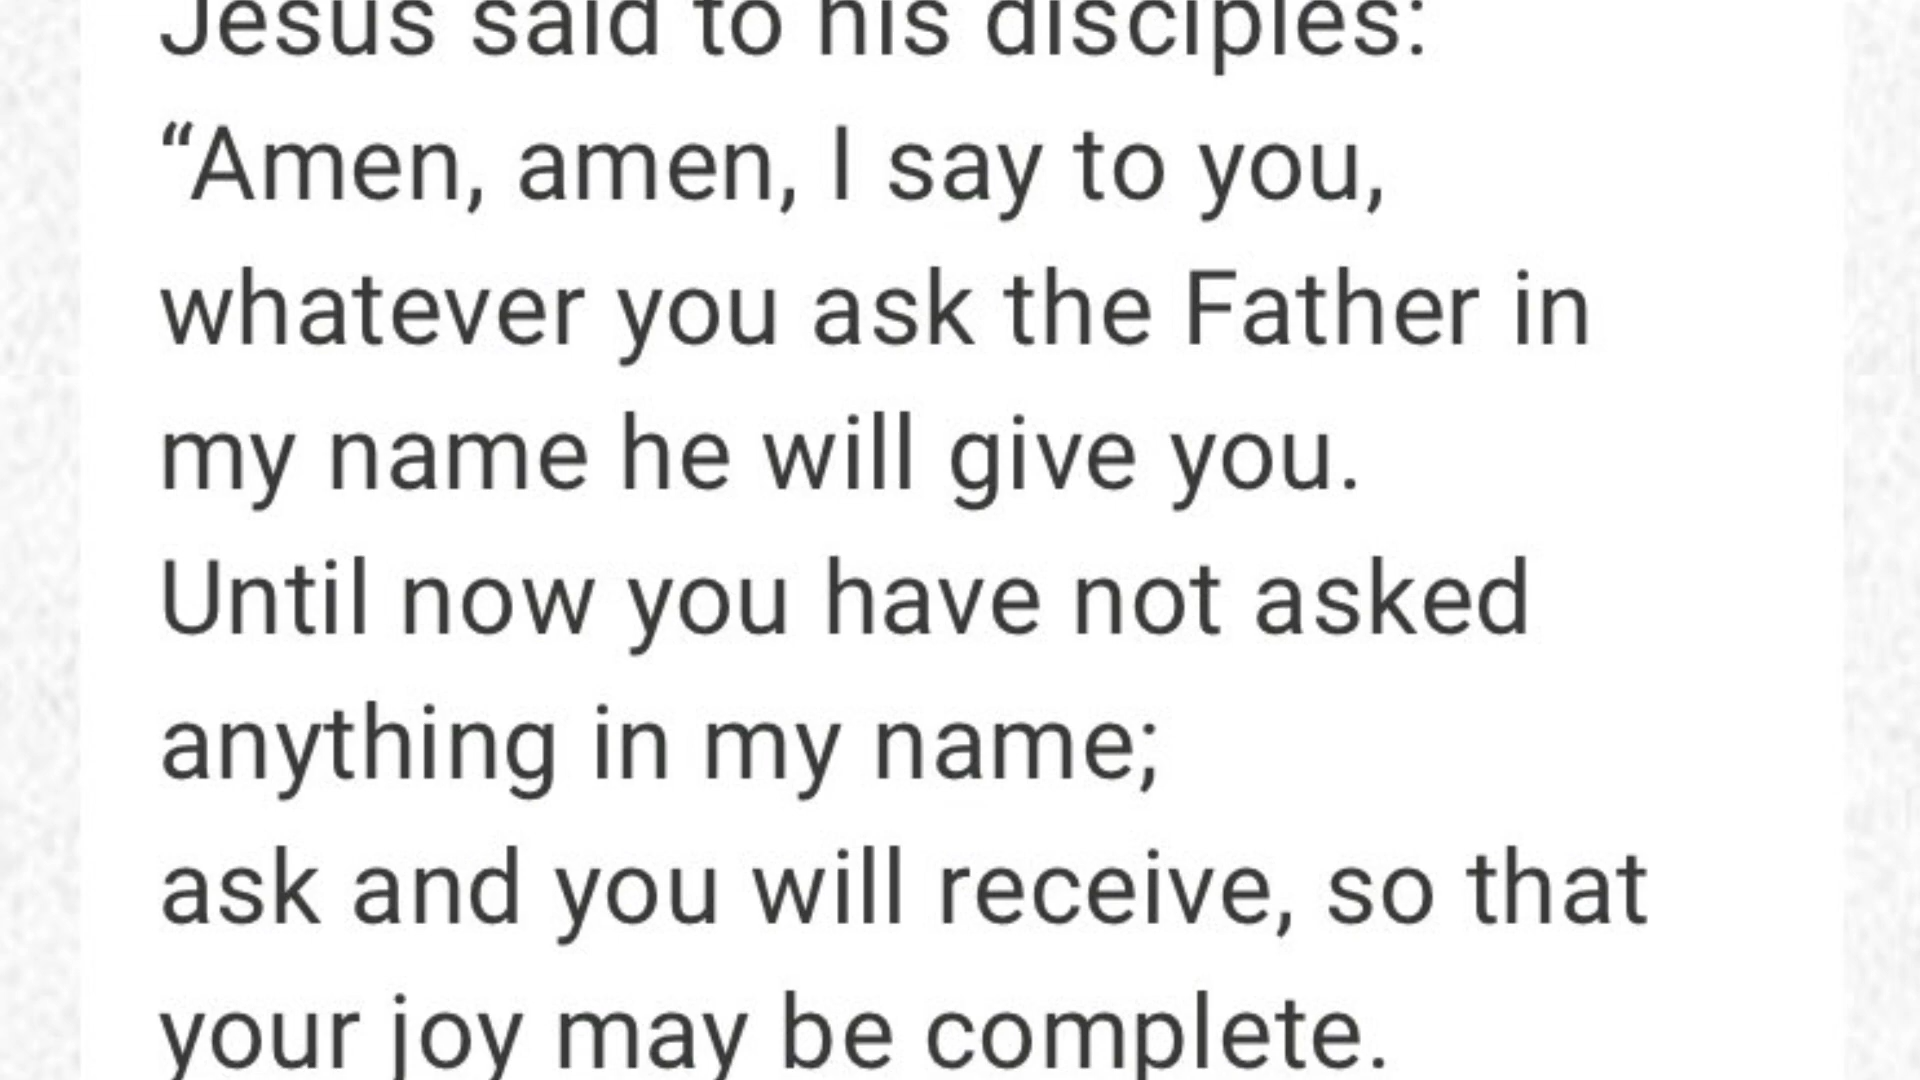 Jesus said to his disciples:
“Amen, amen, I say to you,
whatever you ask the Father in
my name he will give you.
Until now you have not asked
anything in my name;
ask and you will receive, so that
your joy may be complete.